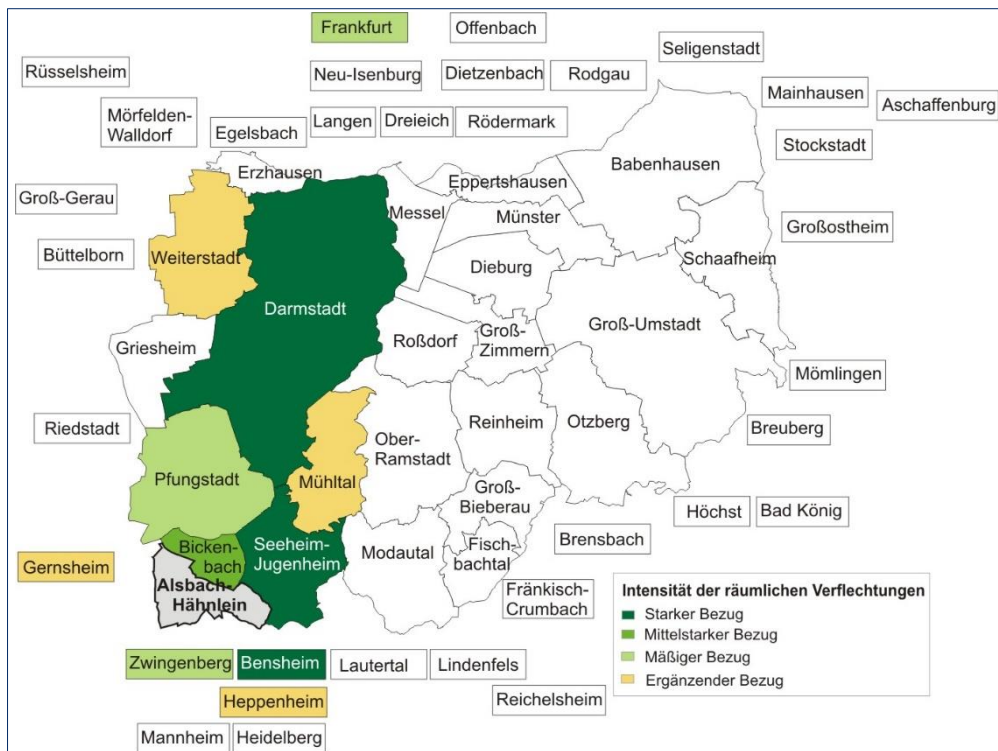 Frankfurt
Offenbach
Seligenstadt
Rüsselsheim
Neu-Isenburg
Dietzenbach
Rodgau
Mainhausen
Aschaffenburg
Mörfelden-
Walldorf
Egelsbach
Langen
Dreieich
Rödermark
Stockstadt
Erzhausen
Eppertshausen
Babenhausen
Groß-Gerau
Messel
Münster
Großostheim
Büttelborn
Weiterstadt
Dieburg
Schaafheim
Darmstadt
Griesheim
Roßdorf
Groß-
Zimmern
Groß-Umstadt
Mömlingen
Riedstadt
Ober-
Ramstadt
Reinheim
Otzberg
Breuberg
Pfungstadt
Mühltal
Groß-
Bieberau
Höchst
Bad König
Bicken-
bach
Seeheim-
Jugenheim
Modautal
Fisch-
bachtal
Brensbach
Gernsheim
Alsbach-
Hähnlein
Fränkisch-
Crumbach
Intensität der räumlichen Verflechtungen
Starker Bezug
Mittelstarker Bezug
Mäßiger Bezug
Ergänzender Bezug
Zwingenberg
Bensheim
Lautertal
Lindenfels
Heppenheim
Reichelsheim
Mannheim
Heidelberg